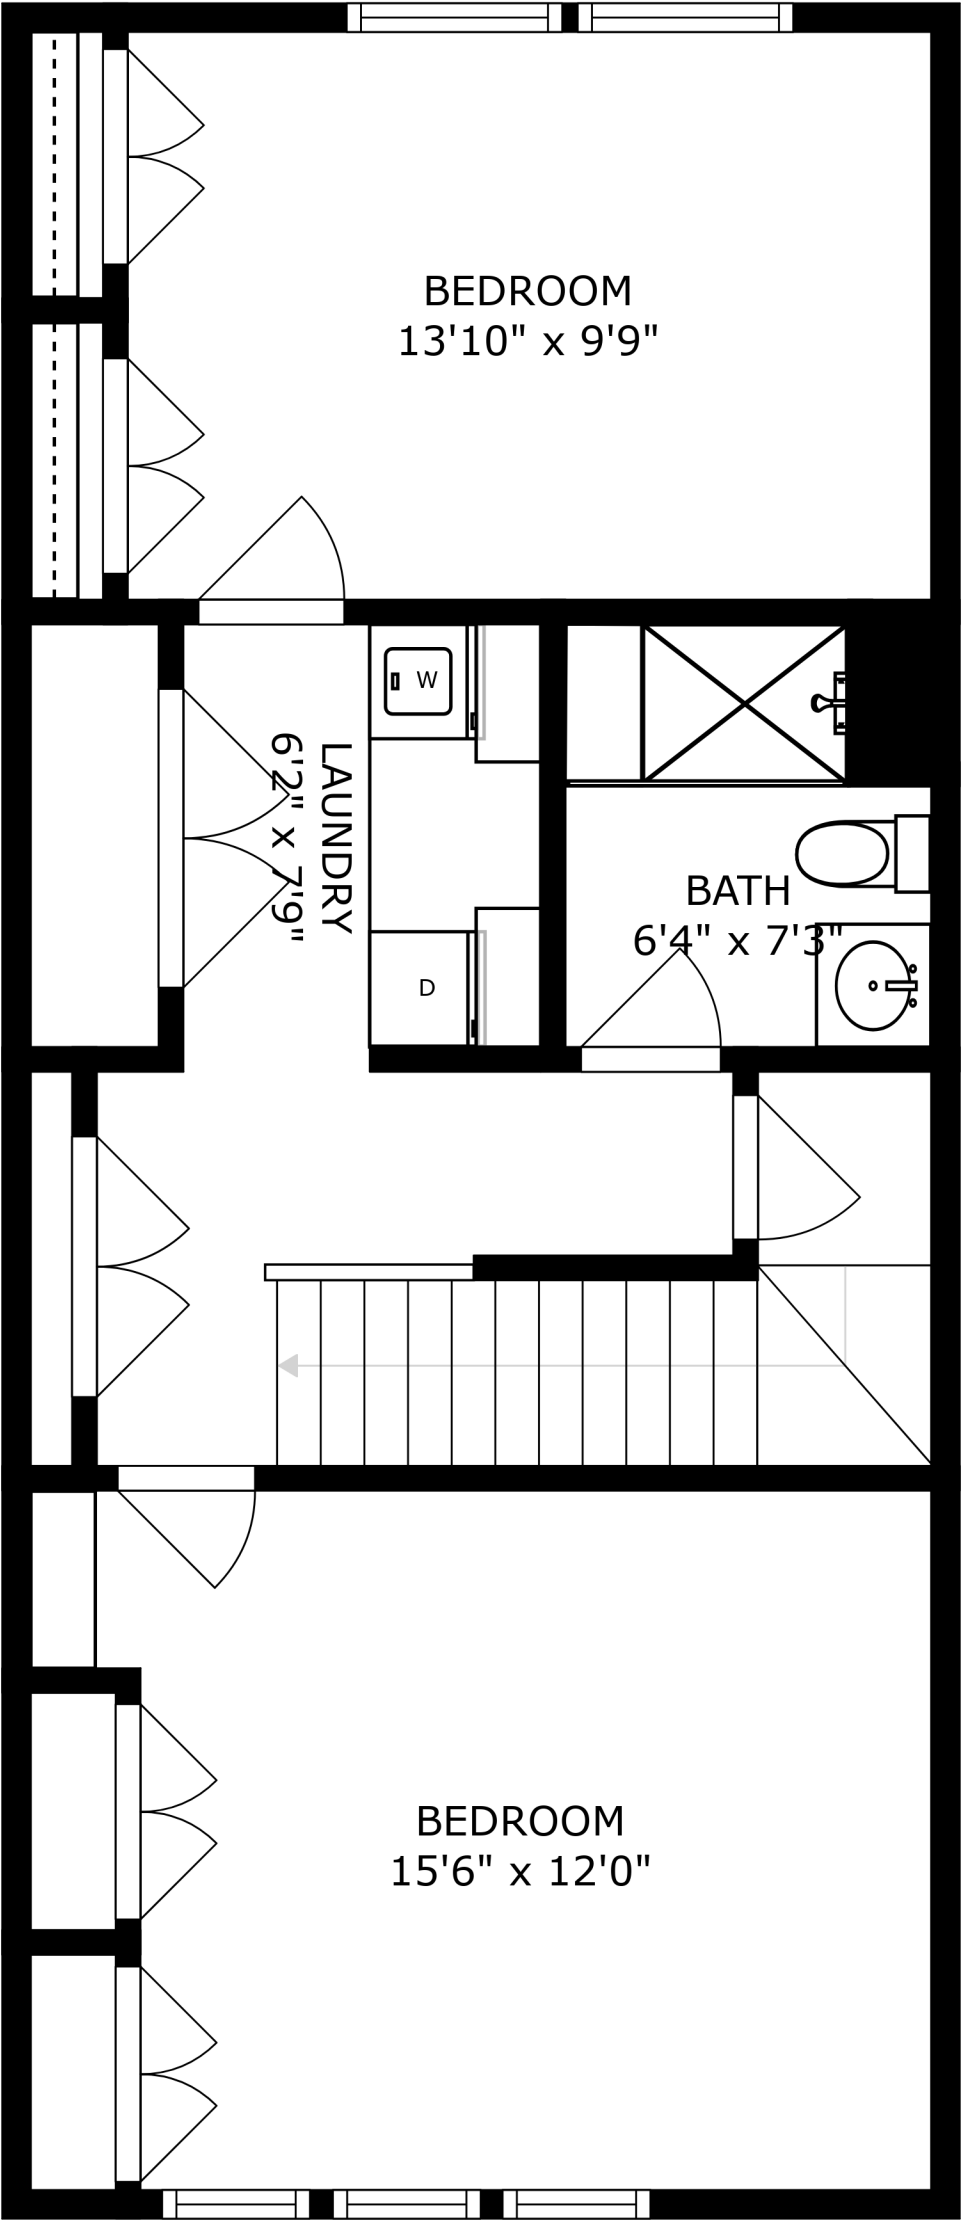 BEDROOM
13'10" x 9'9"
W
LAUNDRY
6'2" x 7'9"
BATH
6'4" x 7'3"
D
BEDROOM
15'6" x 12'0"